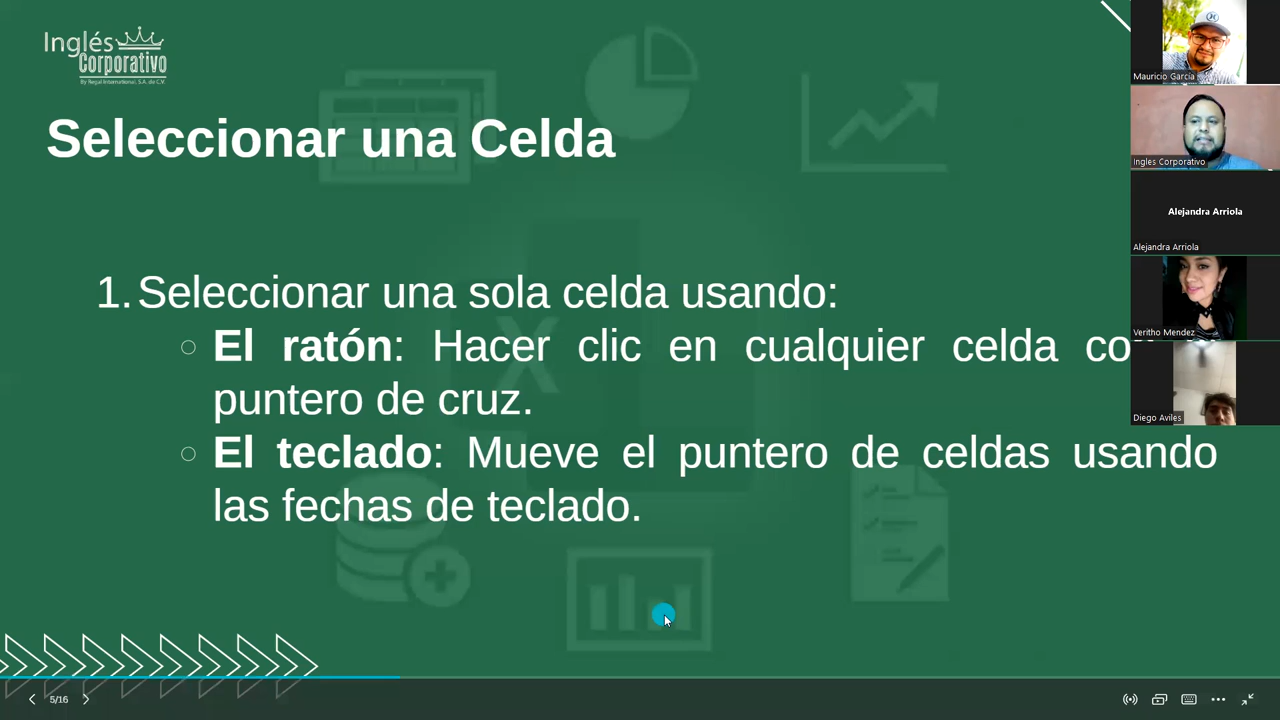 Inglés
Corporativo
By Regal International, S.A. de C.V.
Seleccionar una Celda
1. Seleccionar una sola celda usando:
El ratón: Hacer clic en cualquier celda co
puntero de cruz.
El teclado: Mueve el puntero de celdas usando
las fechas de teclado.
5/16
Mauricio García
Ingles Corporativo
Alejandra Arriola
Alejandra Arriola
Veritho Mendez
Diego Aviles